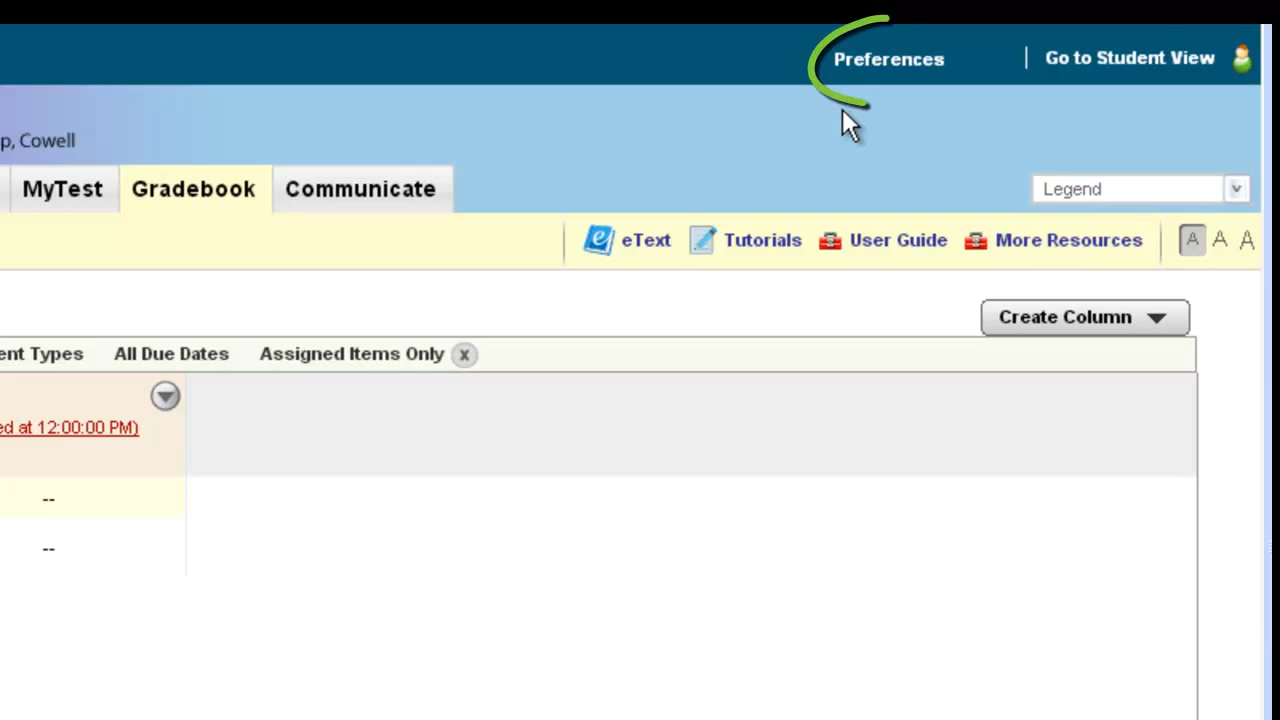 Preferences | Go to Student View
p, Cowell
MyTest Gradebook Communicate Legend
eText Tutorials User Guide More Resources A A A
Create Column
ent Types All Due Dates Assigned Items Only x
ed at 12:00:00 PM)
--
--